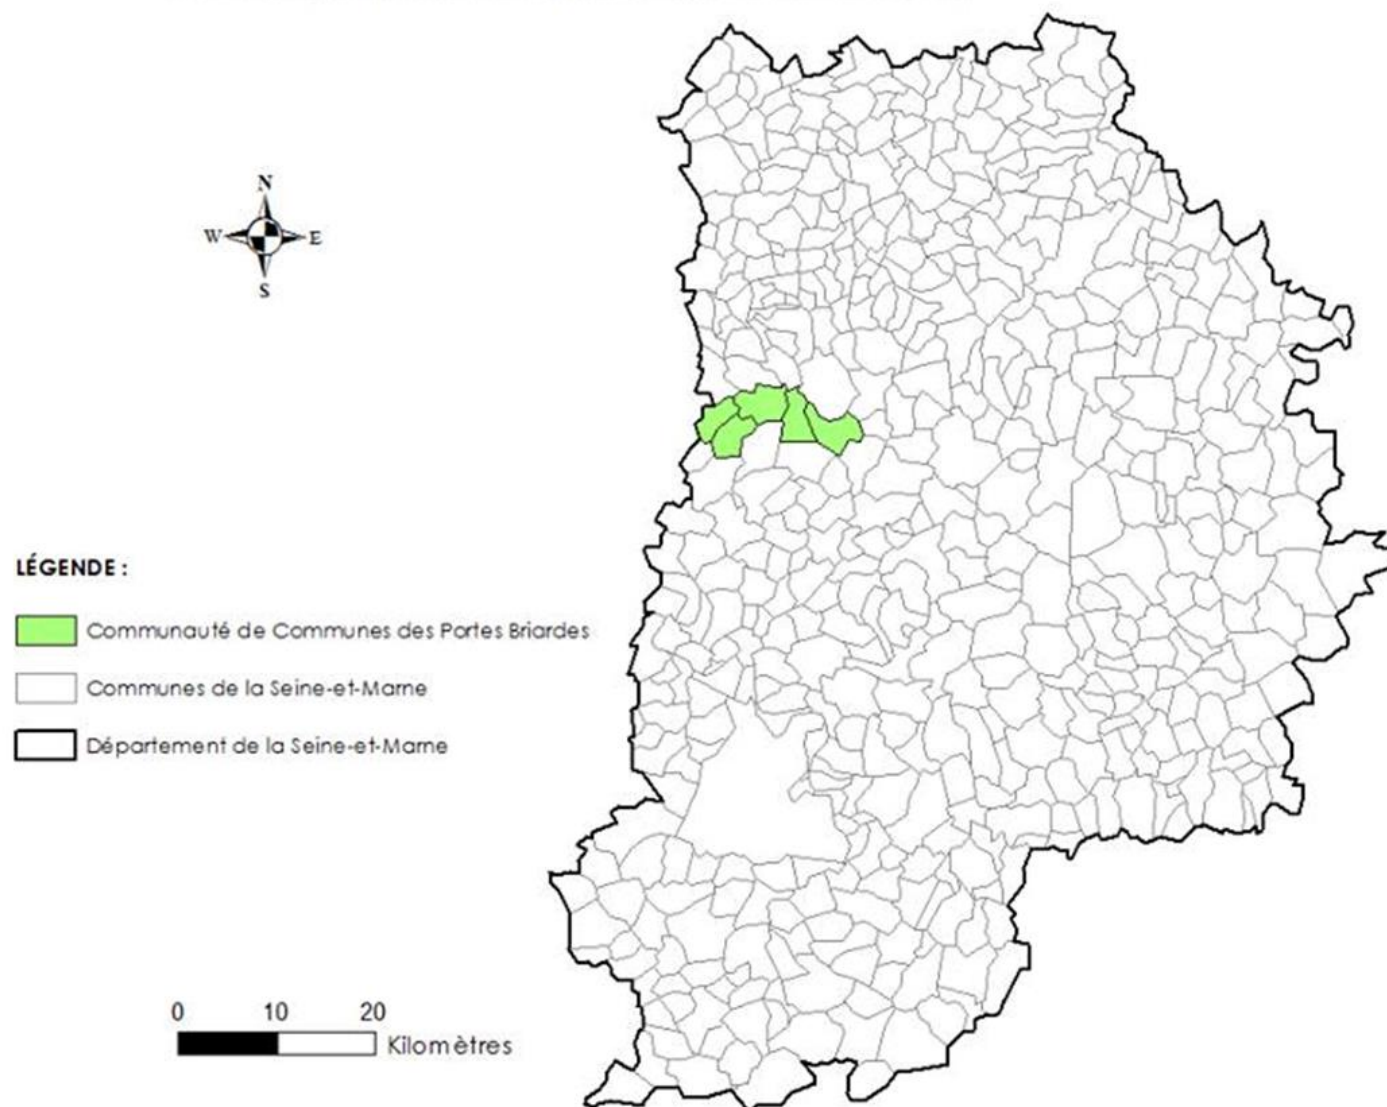 N
W E
S
LÉGENDE :
Communauté de Communes des Portes Briardes
Communes de la Seine-et-Marne
Département de la Seine-et-Marne
0 10 20
Kilomètres